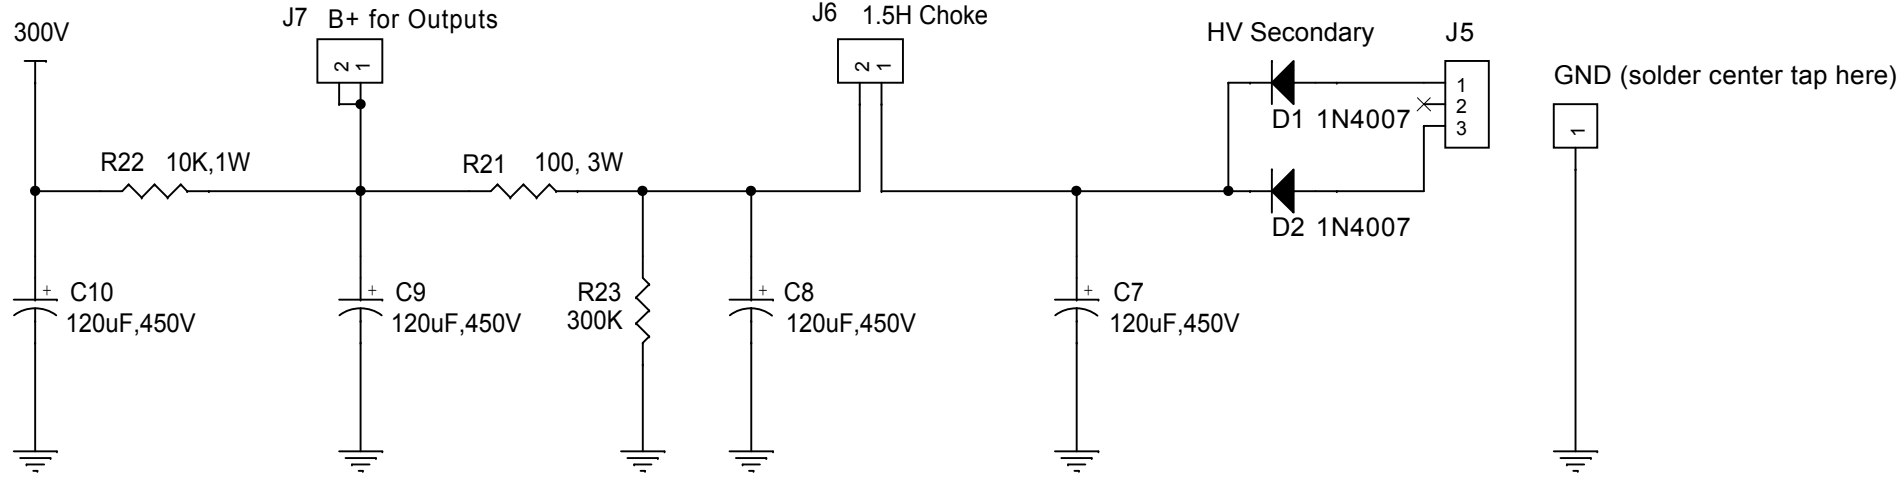 300V
J7 B+ for Outputs
2 1
J6 1.5H Choke
2 1
HV Secondary J5
1
2
3
D1 1N4007
D2 1N4007
GND (solder center tap here)
1
R22 10K,1W
R21 100, 3W
+ C10
120uF,450V
+ C9
120uF,450V
R23
300K
+ C8
120uF,450V
+ C7
120uF,450V